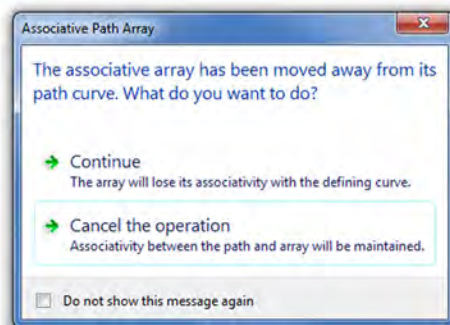 Associative Path Array
The associative array has been moved away from its
path curve. What do you want to do?
Continue
The array will lose its associativity with the defining curve.
Cancel the operation
Associativity between the path and array will be maintained.
Do not show this message again